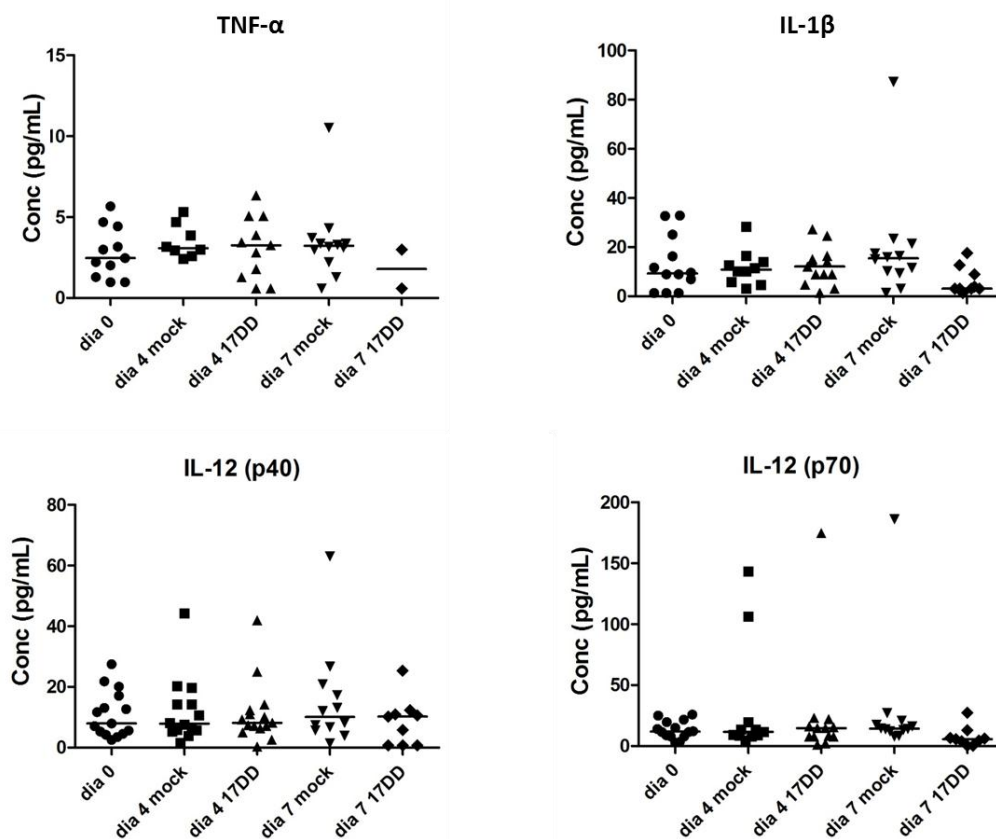 TNF-α
Conc (pg/mL)
15
10
5
0
dia 0
dia 4 mock
dia 4 17DD
dia 7 mock
dia 7 17DD
IL-1β
Conc (pg/mL)
100
80
60
40
20
0
dia 0
dia 4 mock
dia 4 17DD
dia 7 mock
dia 7 17DD
IL-12 (p40)
Conc (pg/mL)
80
60
40
20
0
dia 0
dia 4 mock
dia 4 17DD
dia 7 mock
dia 7 17DD
IL-12 (p70)
Conc (pg/mL)
200
150
100
50
0
dia 0
dia 4 mock
dia 4 17DD
dia 7 mock
dia 7 17DD